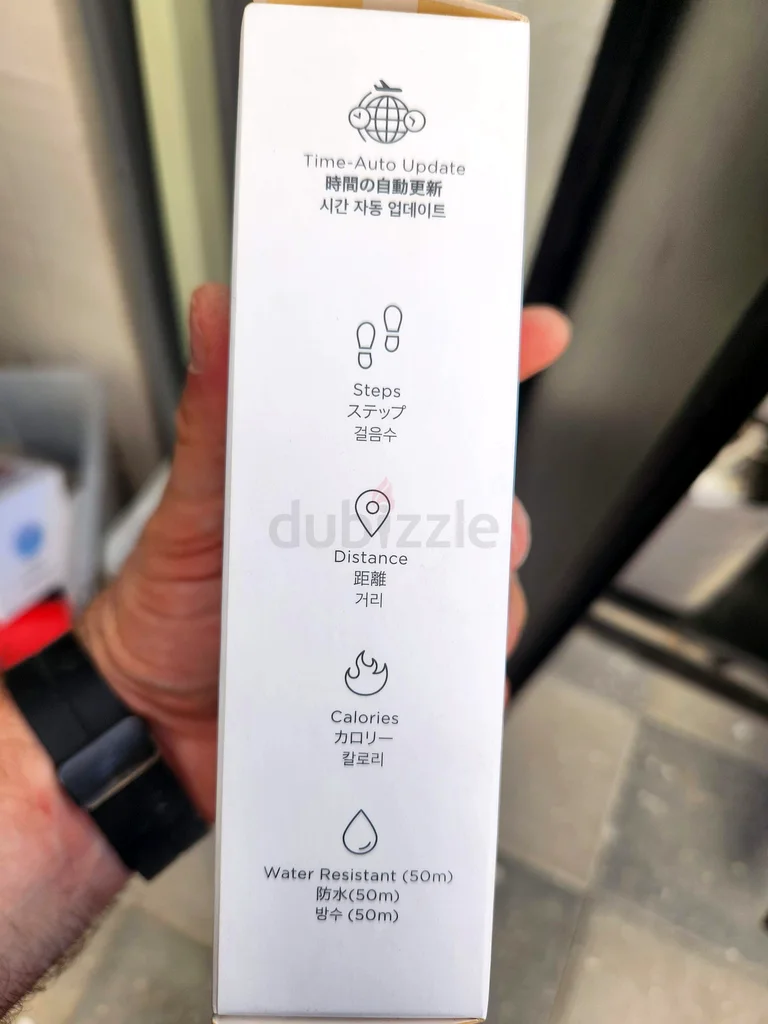 Time-Auto Update
時間の自動更新
시간 자동 업데이트
Steps
ステップ
걸음수
dubizzle
Distance
距離
거리
Calories
カロリー
칼로리
Water Resistant (50m)
防水(50m)
방수 (50m)